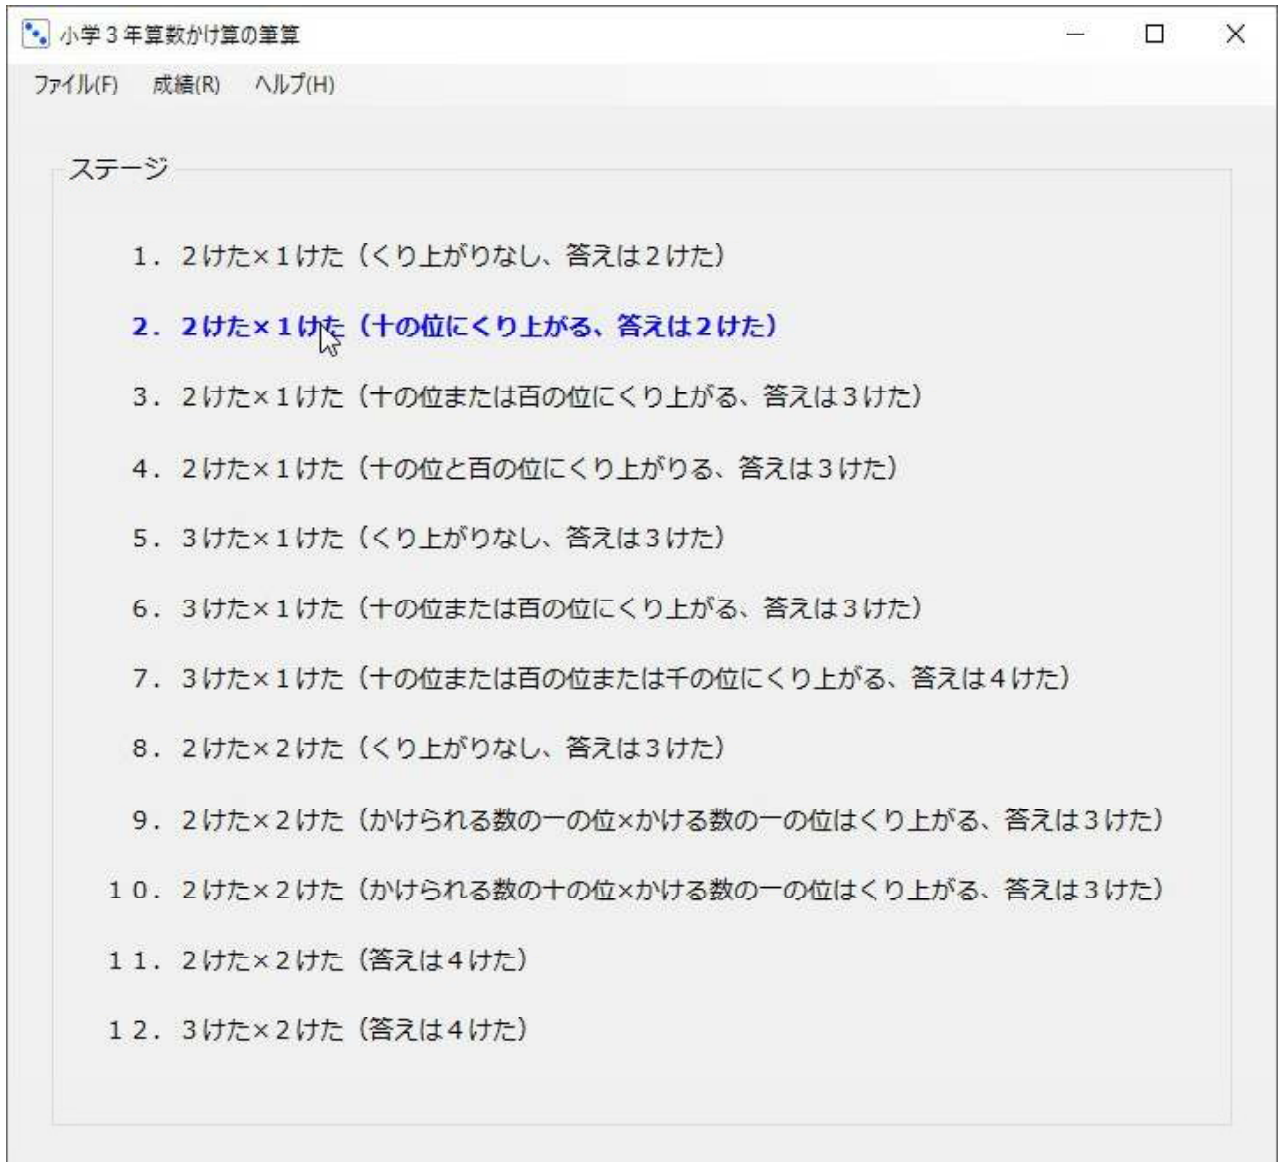 小学３年算数かけ算の筆算
ファイル(F) 成績(R) ヘルプ(H)
ステージ
１．２けた×１けた（くり上がりなし、答えは２けた）
２．２けた×１けた（十の位にくり上がる、答えは２けた）
３．２けた×１けた（十の位または百の位にくり上がる、答えは３けた）
４．２けた×１けた（十の位と百の位にくり上がりる、答えは３けた）
５．３けた×１けた（くり上がりなし、答えは３けた）
６．３けた×１けた（十の位または百の位にくり上がる、答えは３けた）
７．３けた×１けた（十の位または百の位または千の位にくり上がる、答えは４けた）
８．２けた×２けた（くり上がりなし、答えは３けた）
９．２けた×２けた（かけられる数の一の位×かける数の一の位はくり上がる、答えは３けた）
１０．２けた×２けた（かけられる数の十の位×かける数の一の位はくり上がる、答えは３けた）
１１．２けた×２けた（答えは４けた）
１２．３けた×２けた（答えは４けた）